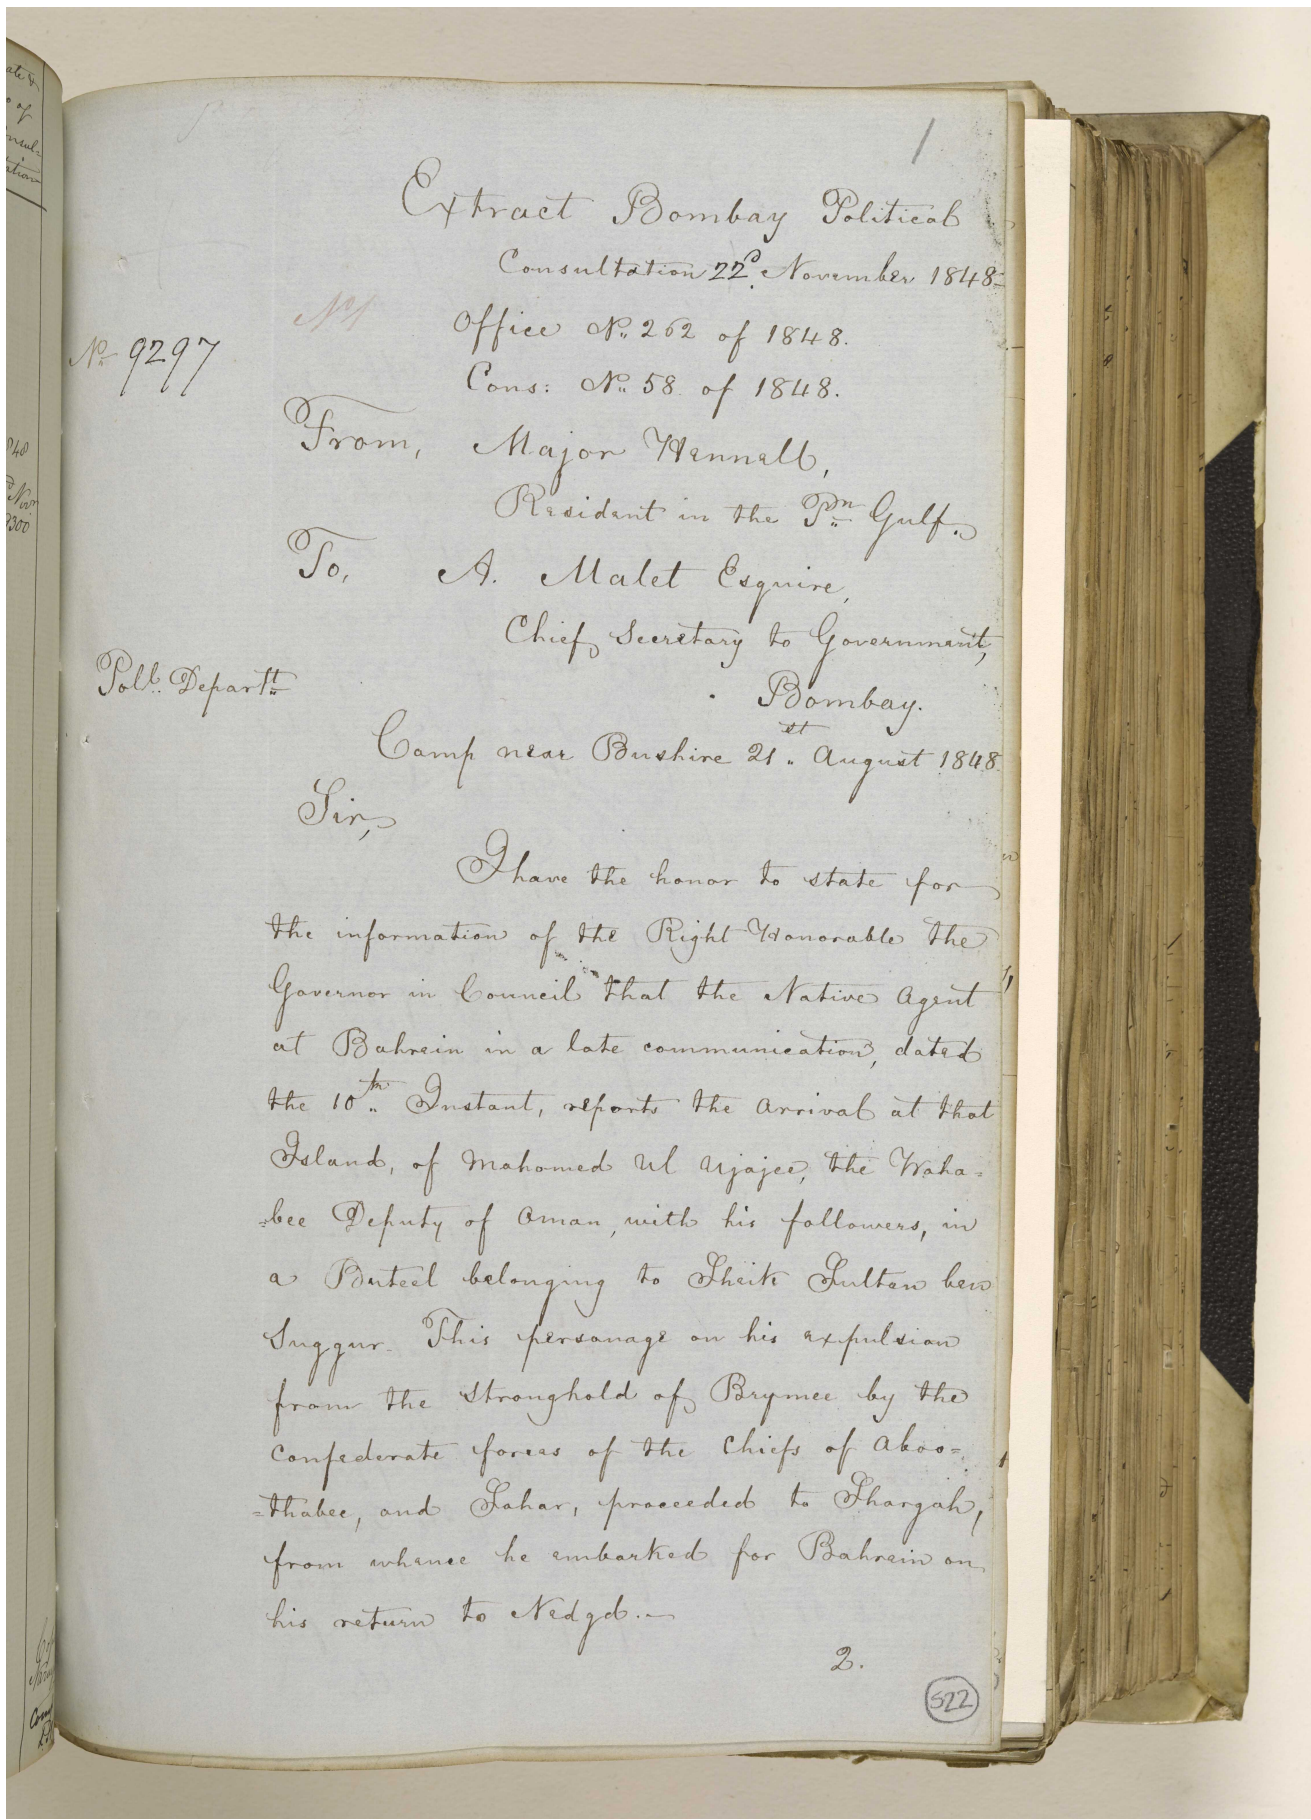 1
Extract Bombay Political
Consultation 22d. November 1848
No 1
Office No. 262 of 1848.
No 9297
Cons: No. 58 of 1848.
From, Major Hennell,
Resident in the Pn. Gulf.
To, A. Malet Esquire,
Chief Secretary to Government,
Poll. Departt.
Bombay.
Camp near Bushire 21st. August 1848
Sir,
I have the honor to state for
the information of the Right Honorable the
Governor in Council that the Native Agent
at Bahrein in a late communication, dated
the 10th. Instant, reports the arrival at that
Island, of Mahomed Ul Ujajee, the Waha=
=bee Deputy of Oman, with his followers, in
a Buteel belonging to Sheik Sultan ben
Suggur. This personage on his expulsion
from the stronghold of Brymee by the
confederate forces of the Chiefs of Aboo=
=thabee, and Sahar, proceeded to Shargah,
from whence he embarked for Bahrein on
his return to Nedgd.—
2.
522